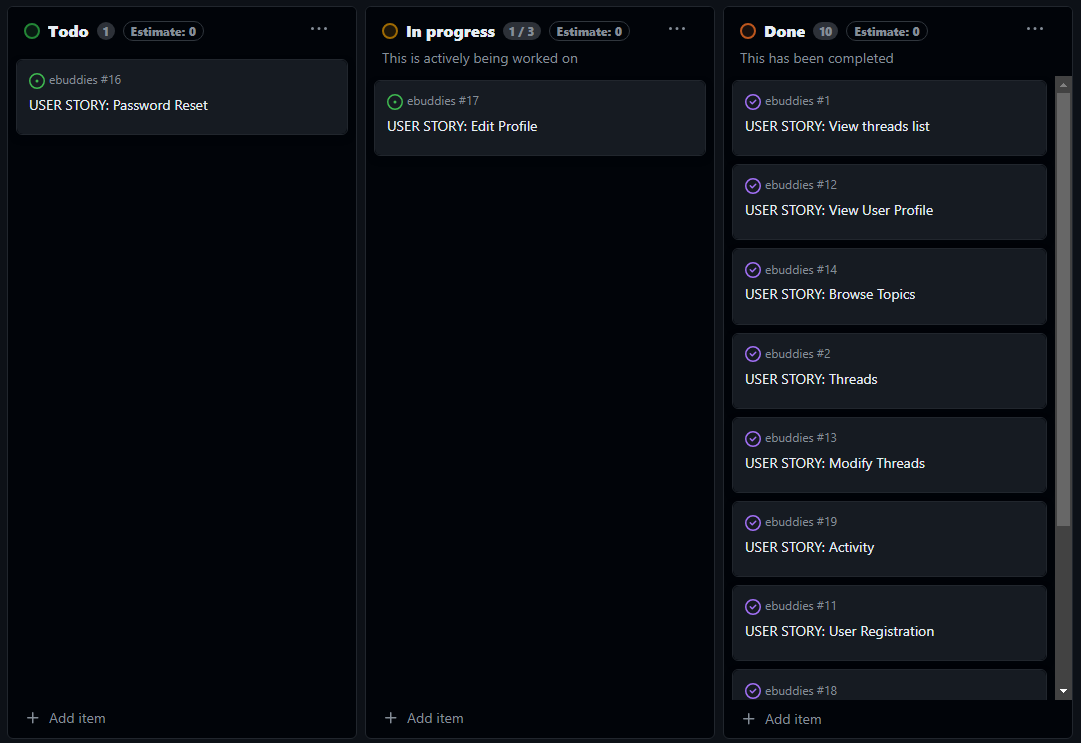 Todo 1 Estimate: 0
ebuddies #16
USER STORY: Password Reset
+ Add item
In progress 1 / 3 Estimate: 0
This is actively being worked on
ebuddies #17
USER STORY: Edit Profile
+ Add item
Done 10 Estimate: 0
This has been completed
ebuddies #1
USER STORY: View threads list
ebuddies #12
USER STORY: View User Profile
ebuddies #14
USER STORY: Browse Topics
ebuddies #2
USER STORY: Threads
ebuddies #13
USER STORY: Modify Threads
ebuddies #19
USER STORY: Activity
ebuddies #11
USER STORY: User Registration
ebuddies #18
+ Add item